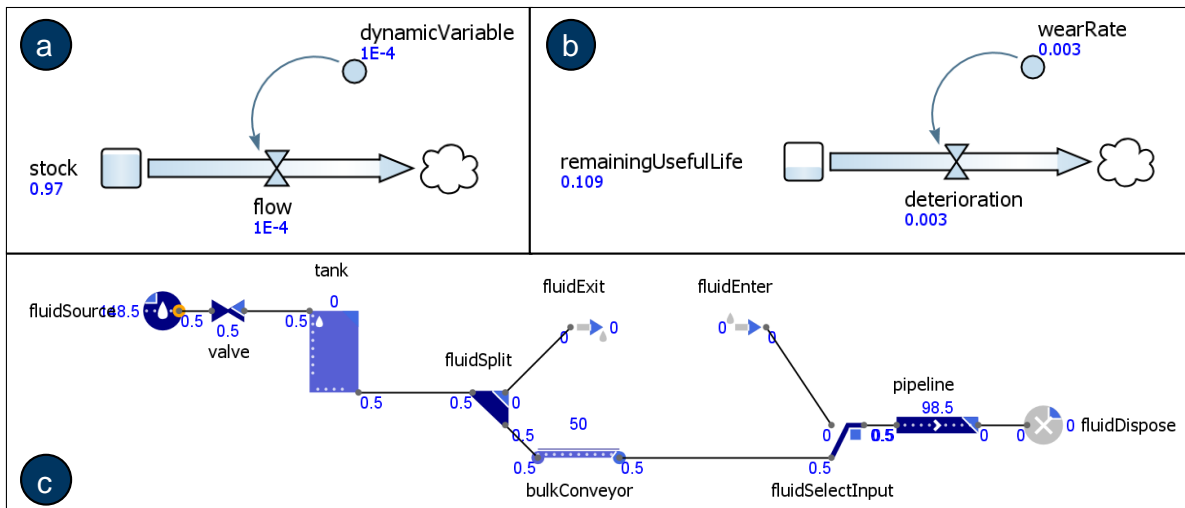 a
dynamicVariable
1E-4
stock
0.97
flow
1E-4
b
wearRate
0.003
remainingUsefulLife
0.109
deterioration
0.003
c
fluidSource
148.5
0.5
0.5
valve
0.5
tank
0
0.5
fluidSplit
0.5
0
0.5
fluidExit
0
0
fluidEnter
0
0
0.5
50
0.5
bulkConveyor
0
0.5
0.5
fluidSelectInput
pipeline
98.5
0
0
0
fluidDispose